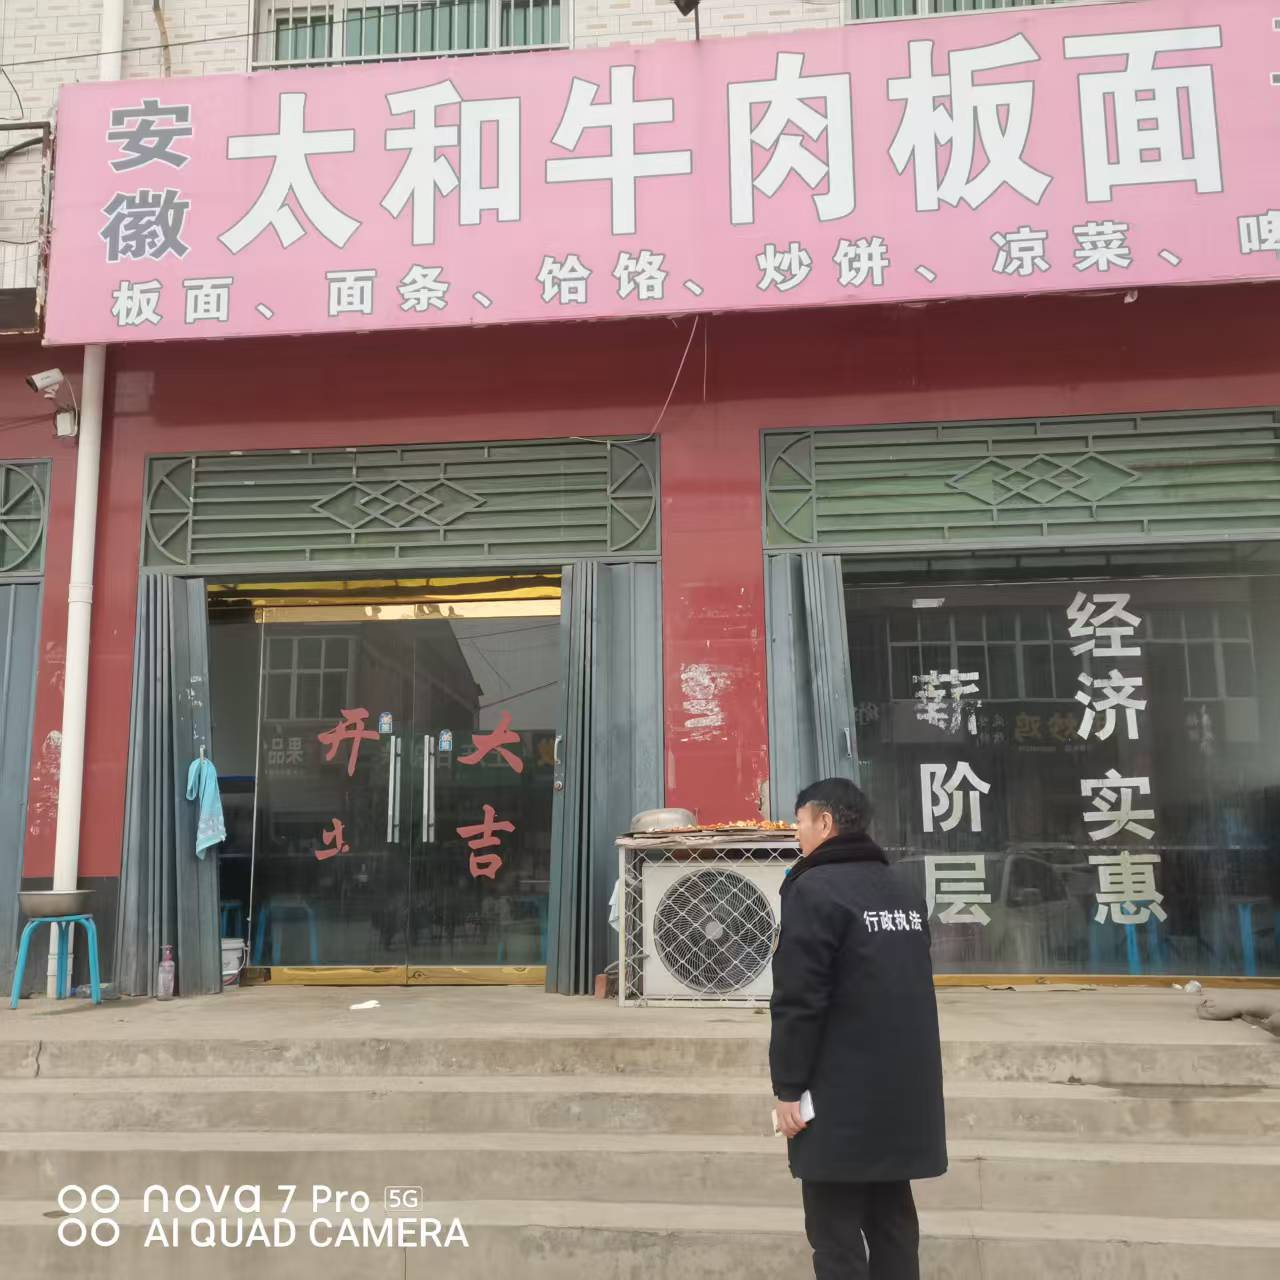 安徽
太和牛肉板面
板面、面条、饸饹、炒饼、凉菜、啤
开
大吉
经济实惠
薪阶层
行政执法
nova 7 Pro 5G
AI QUAD CAMERA